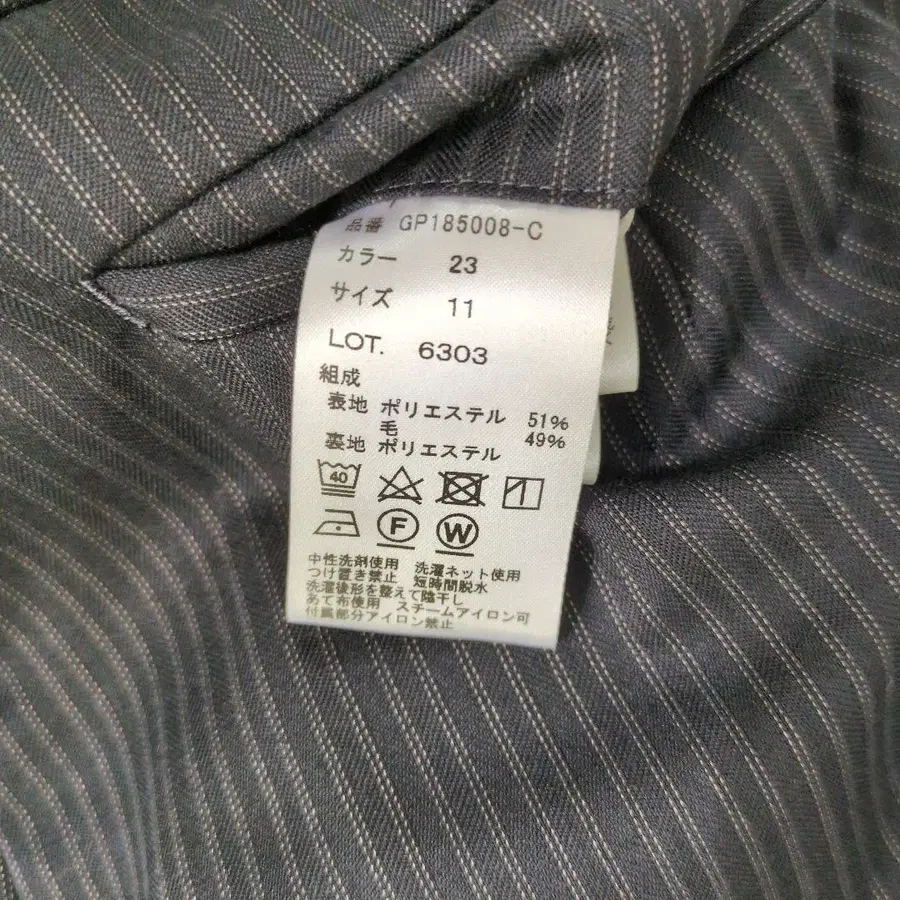 品番 GP185008-C
カラー 23
サイズ 11
LOT. 6303
組成
表地 ポリエステル 51%
毛 49%
裏地 ポリエステル
40
F W
中性洗剤使用 洗濯ネット使用
つけ置き禁止 短時間脱水
洗濯後形を整えて陰干し
あて布使用 スチームアイロン可
付属部分アイロン禁止